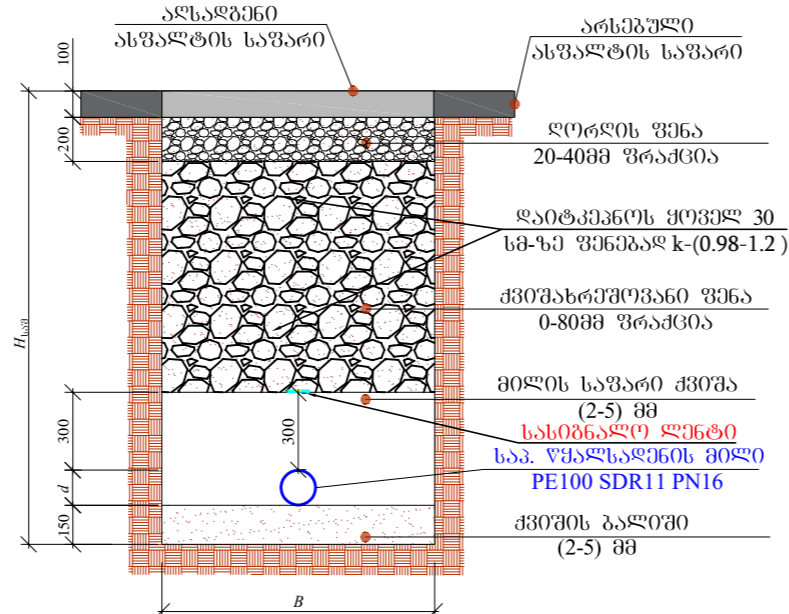 აღსადგენი
ასფალტის საფარი
არსებული
ასფალტის საფარი
100
200
ღორღის ფენა
20-40მმ ფრაქცია
დაიტკეპნოს ყოველ 30
სმ-ზე ფენებად k-(0.98-1.2 )
ქვიშახრეშოვანი ფენა
0-80მმ ფრაქცია
Hსაშ
მილის საფარი ქვიშა
(2-5) მმ
სასიგნალო ლენტი
საპ. წყალსადენის მილი
PE100 SDR11 PN16
300
300
d
150
ქვიშის ბალიში
(2-5) მმ
B